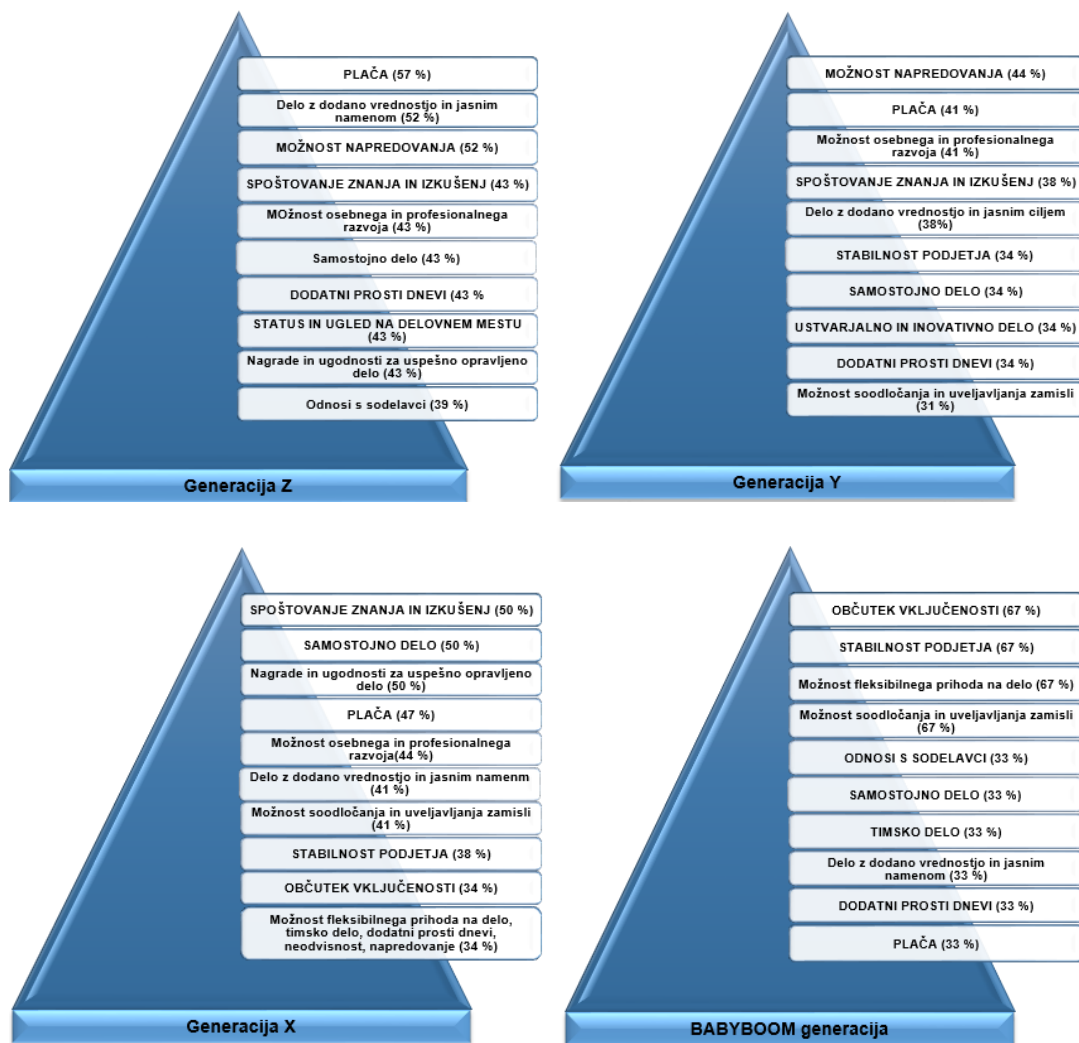 PLAČA (57 %)
Delo z dodano vrednostjo in jasnim
namenom (52 %)
MOŽNOST NAPREDOVANJA (52 %)
SPOŠTOVANJE ZNANJA IN IZKUŠENJ (43 %)
MOžnost osebnega in profesionalnega
razvoja (43 %)
Samostojno delo (43 %)
DODATNI PROSTI DNEVI (43 %
STATUS IN UGLED NA DELOVNEM MESTU
(43 %)
Nagrade in ugodnosti za uspešno opravljeno
delo (43 %)
Odnosi s sodelavci (39 %)
Generacija Z
MOŽNOST NAPREDOVANJA (44 %)
PLAČA (41 %)
Možnost osebnega in profesionalnega
razvoja (41 %)
SPOŠTOVANJE ZNANJA IN IZKUŠENJ (38 %)
Delo z dodano vrednostjo in jasnim ciljem
(38%)
STABILNOST PODJETJA (34 %)
SAMOSTOJNO DELO (34 %)
USTVARJALNO IN INOVATIVNO DELO (34 %)
DODATNI PROSTI DNEVI (34 %)
Možnost soodločanja in uveljavljanja zamisli
(31 %)
Generacija Y
SPOŠTOVANJE ZNANJA IN IZKUŠENJ (50 %)
SAMOSTOJNO DELO (50 %)
Nagrade in ugodnosti za uspešno opravljeno
delo (50 %)
PLAČA (47 %)
Možnost osebnega in profesionalnega
razvoja(44 %)
Delo z dodano vrednostjo in jasnim namenm
(41 %)
Možnost soodločanja in uveljavljanja zamisli
(41 %)
STABILNOST PODJETJA (38 %)
OBČUTEK VKLJUČENOSTI (34 %)
Možnost fleksibilnega prihoda na delo,
timsko delo, dodatni prosti dnevi,
neodvisnost, napredovanje (34 %)
Generacija X
OBČUTEK VKLJUČENOSTI (67 %)
STABILNOST PODJETJA (67 %)
Možnost fleksibilnega prihoda na delo (67 %)
Možnost soodločanja in uveljavljanja zamisli
(67 %)
ODNOSI S SODELAVCI (33 %)
SAMOSTOJNO DELO (33 %)
TIMSKO DELO (33 %)
Delo z dodano vrednostjo in jasnim
namenom (33 %)
DODATNI PROSTI DNEVI (33 %)
PLAČA (33 %)
BABYBOOM generacija